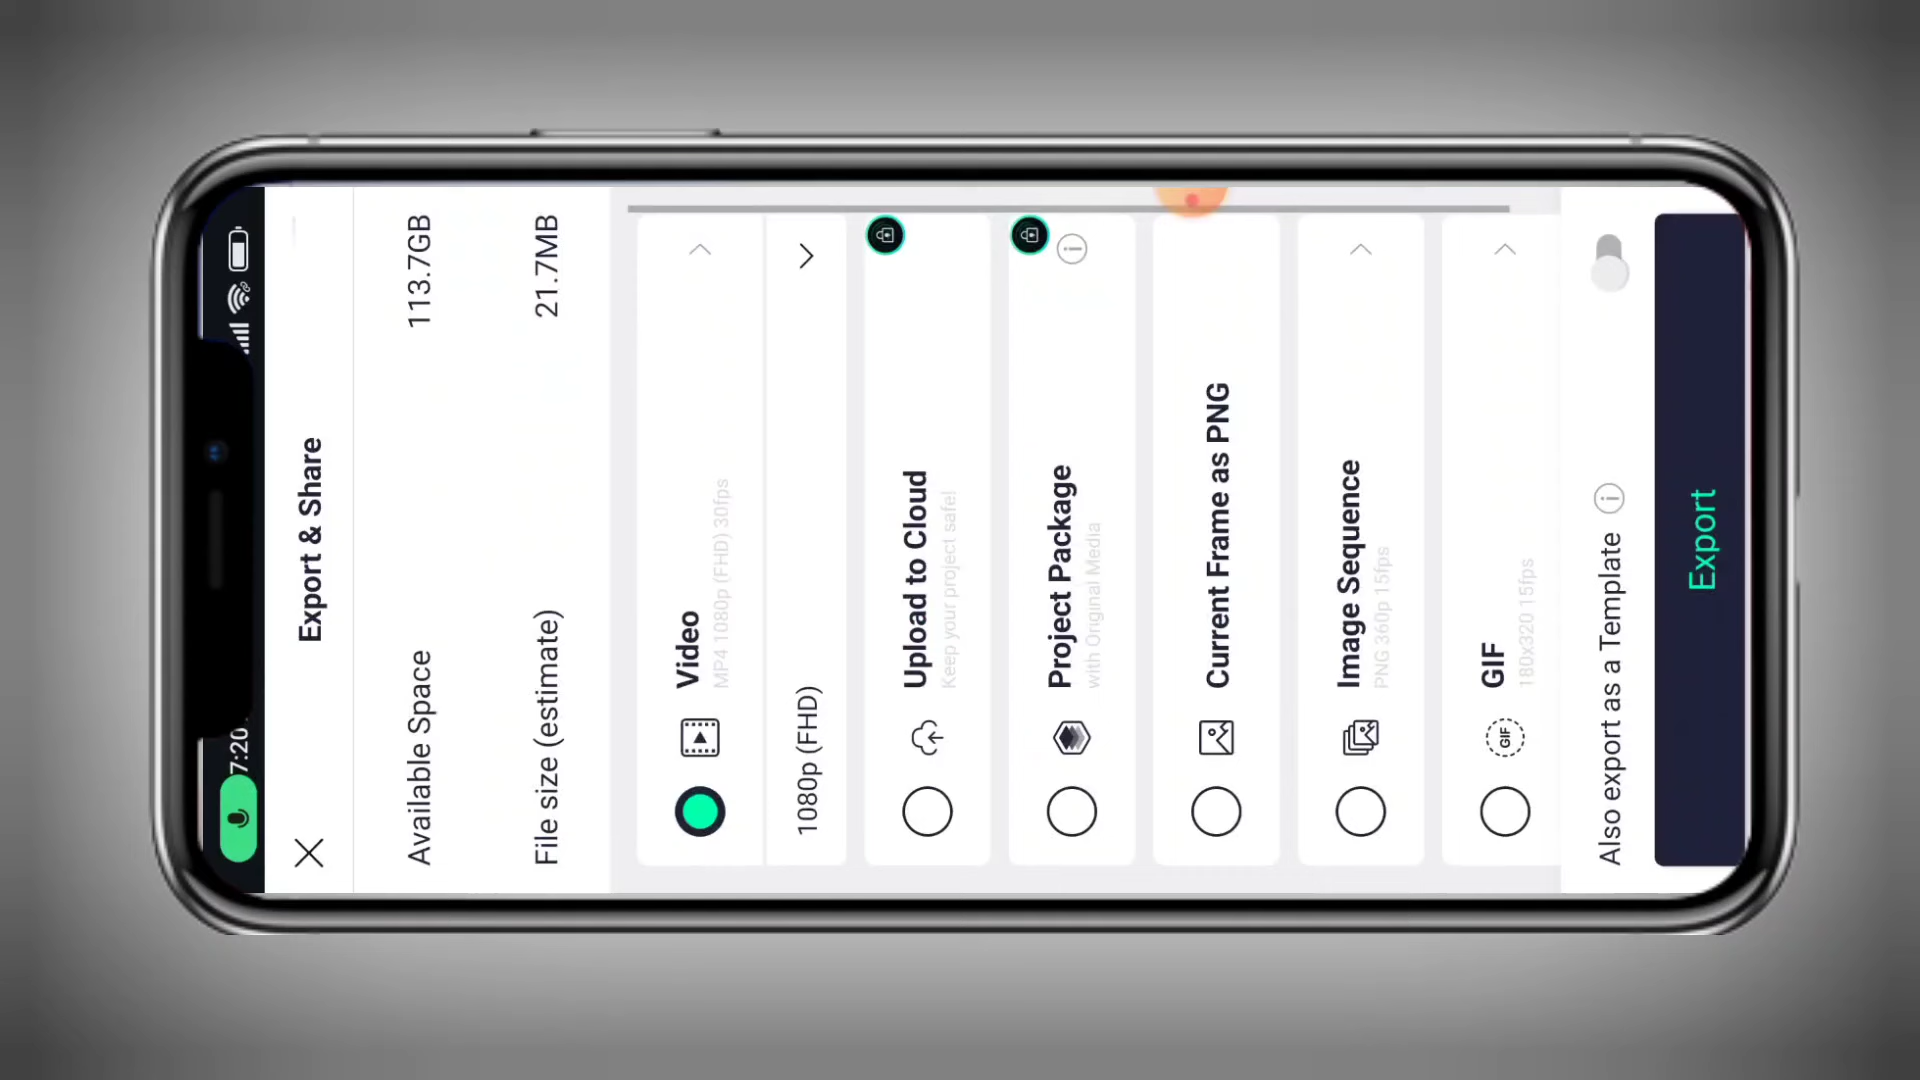 7:20
Export & Share
Available Space
113.7GB
File size (estimate)
21.7MB
Video
MP4 1080p (FHD) 30fps
1080p (FHD)
Upload to Cloud
Keep your project safe!
Project Package
with Original Media
Current Frame as PNG
Image Sequence
PNG 360p 15fps
GIF
GIF
180x320 15fps
Also export as a Template
Export